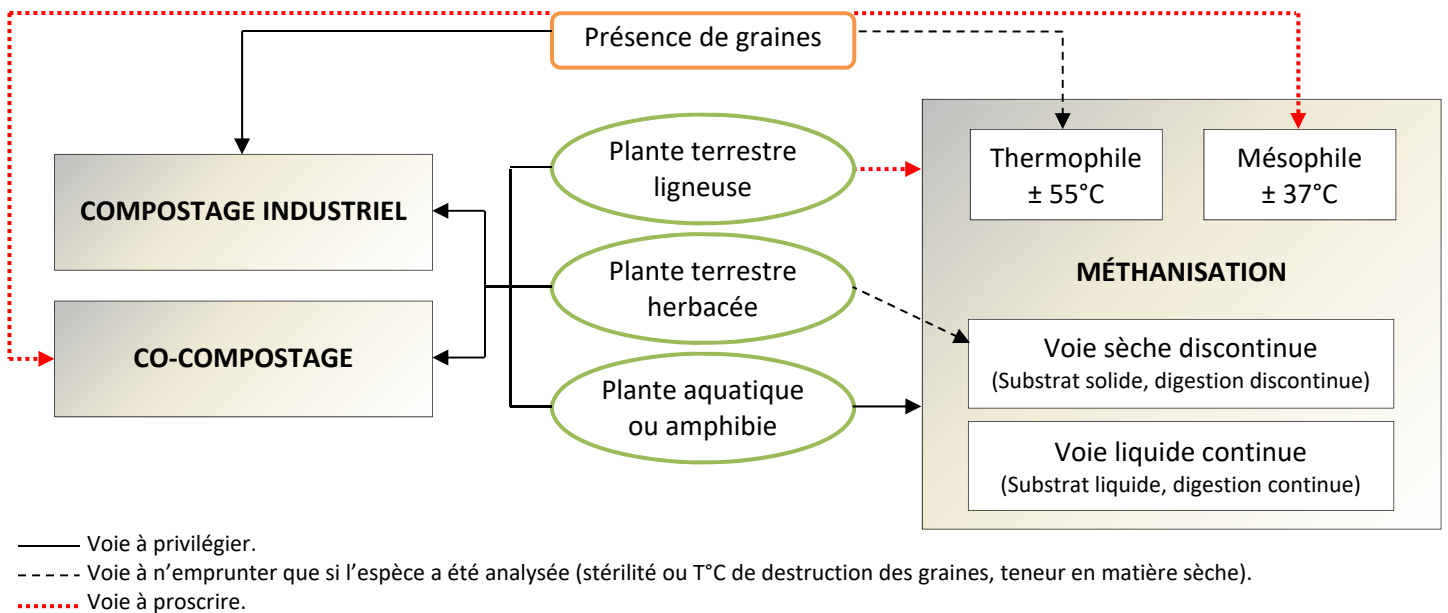 Présence de graines
Plante terrestre
ligneuse
Thermophile
± 55°C
Mésophile
± 37°C
COMPOSTAGE INDUSTRIEL
Plante terrestre
herbacée
MÉTHANISATION
CO-COMPOSTAGE
Voie sèche discontinue
(Substrat solide, digestion discontinue)
Plante aquatique
ou amphibie
Voie liquide continue
(Substrat liquide, digestion continue)
Voie à privilégier.
Voie à n’emprunter que si l’espèce a été analysée (stérilité ou T°C de destruction des graines, teneur en matière sèche).
Voie à proscrire.